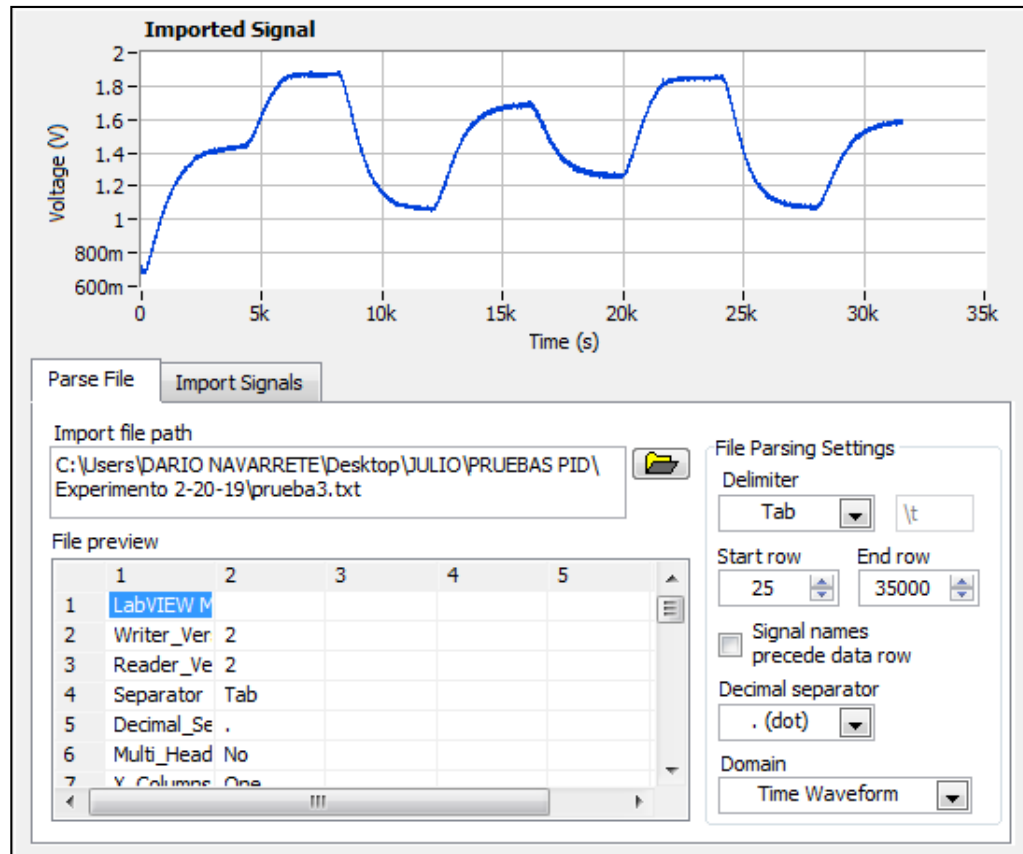 Imported Signal
2
1.8
1.6
1.4
1.2
1
800m
600m
Voltage (V)
0 5k 10k 15k 20k 25k 30k 35k
Time (s)
Parse File Import Signals
Import file path
C:\Users\DARIO NAVARRETE\Desktop\JULIO\PRUEBAS PID\
Experimento 2-20-19\prueba3.txt
File preview
1 2 3 4 5
1 LabVIEW M
2 Writer_Ver 2
3 Reader_Ve 2
4 Separator Tab
5 Decimal_Se .
6 Multi_Head No
7 X_Columns One
File Parsing Settings
Delimiter
Tab \t
Start row End row
25 35000
Signal names
precede data row
Decimal separator
. (dot)
Domain
Time Waveform